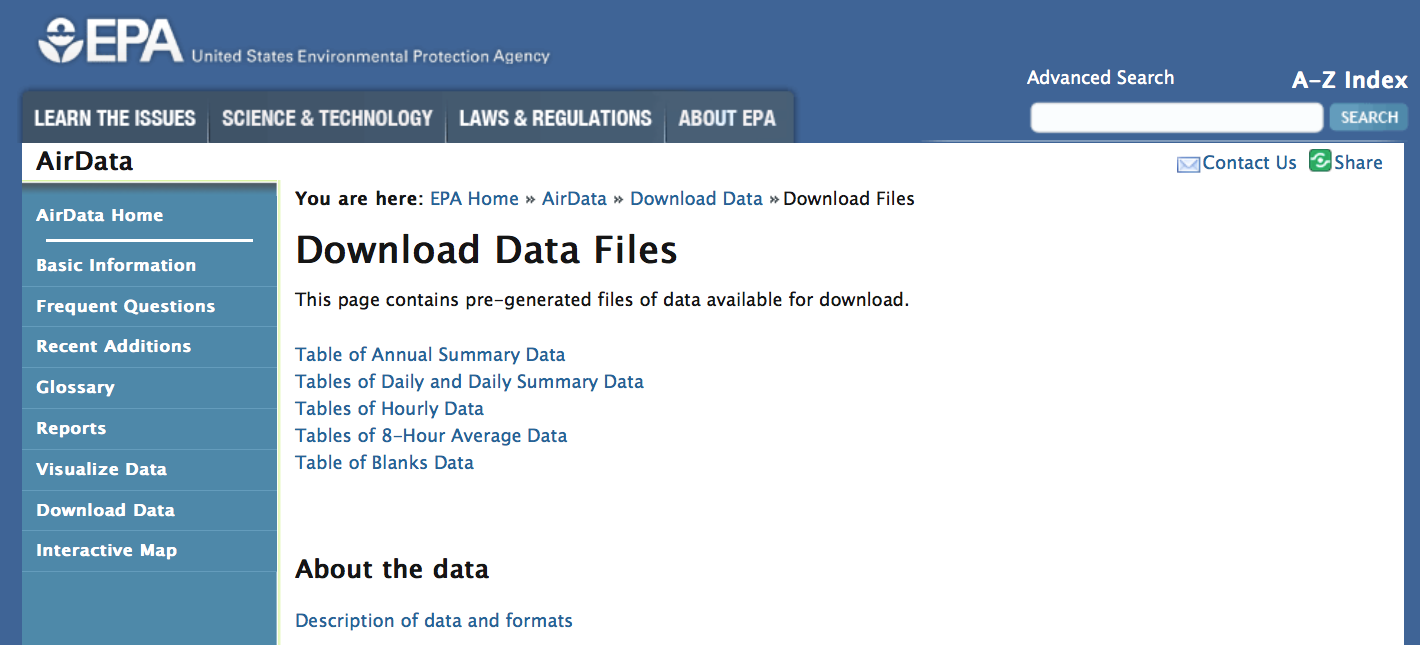 EPA United States Environmental Protection Agency
Advanced Search A-Z Index
LEARN THE ISSUES SCIENCE & TECHNOLOGY LAWS & REGULATIONS ABOUT EPA
SEARCH
AirData
Contact Us Share
AirData Home
Basic Information
Frequent Questions
Recent Additions
Glossary
Reports
Visualize Data
Download Data
Interactive Map
You are here: EPA Home » AirData » Download Data » Download Files
Download Data Files
This page contains pre-generated files of data available for download.
Table of Annual Summary Data
Tables of Daily and Daily Summary Data
Tables of Hourly Data
Tables of 8-Hour Average Data
Table of Blanks Data
About the data
Description of data and formats